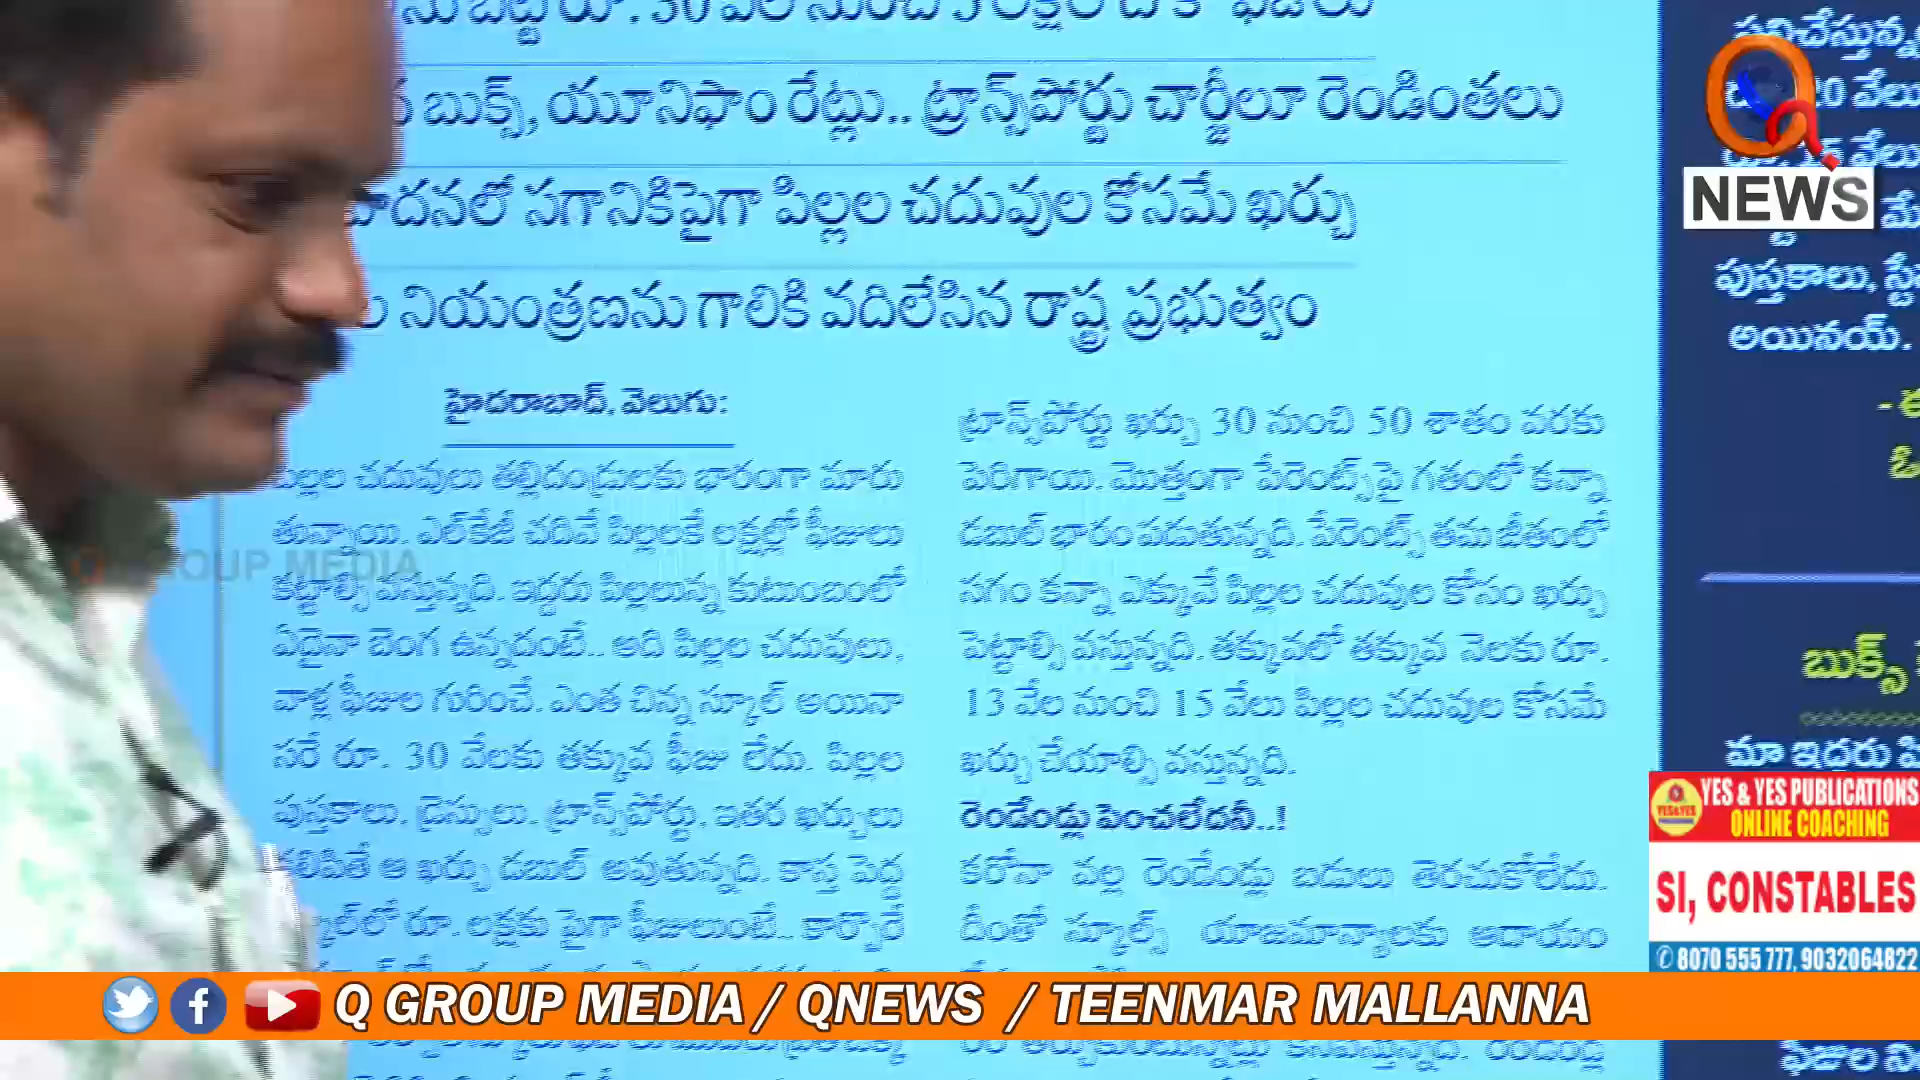 బుక్స్, యూనిఫాం రేట్లు.. ట్రాన్స్​పోర్టు చార్జీలూ రెండింతలు
సగానికిపైగా పిల్లల చదువుల కోసమే ఖర్చు
నియంత్రణను గాలికి వదిలేసిన రాష్ట్ర ప్రభుత్వం
హైదరాబాద్, వెలుగు:
పిల్లల చదువులు తల్లిదండ్రులకు భారంగా మారు
తున్నాయి. ఎల్​కేజీ చదివే పిల్లలకే లక్షల్లో ఫీజులు
కట్టాల్సి వస్తున్నది. ఇద్దరు పిల్లలున్న కుటుంబంలో
ఏదైనా బెంగ ఉన్నదంటే.. అది పిల్లల చదువులు,
వాళ్ల ఫీజుల గురించే. ఎంత చిన్న స్కూల్ అయినా
సరే రూ. 30 వేలకు తక్కువ ఫీజు లేదు. పిల్లల
పుస్తకాలు, డ్రెస్సులు, ట్రాన్స్​పోర్టు, ఇతర ఖర్చులు
కలిపితే ఆ ఖర్చు డబుల్ అవుతున్నది. కాస్త పెద్ద
రూ. లక్షకు పైగా ఫీజులుంటే.. కార్పొరే
ట్రాన్స్​పోర్టు ఖర్చు 30 నుంచి 50 శాతం వరకు
పెరిగాయి. మొత్తంగా పేరెంట్స్​పై గతంలో కన్నా
డబుల్ భారం పడుతున్నది. పేరెంట్స్ తమ జీతంలో
సగం కన్నా ఎక్కువే పిల్లల చదువుల కోసం ఖర్చు
పెట్టాల్సి వస్తున్నది. తక్కువలో తక్కువ నెలకు రూ.
13 వేల నుంచి 15 వేలు పిల్లల చదువుల కోసమే
ఖర్చు చేయాల్సి వస్తున్నది.
రెండేండ్లు పెంచలేదనీ..!
కరోనా వల్ల రెండేండ్లు బడులు తెరచుకోలేదు.
దీంతో స్కూల్స్ యాజమాన్యాలకు ఆదాయం
పుస్తకాలు,
అయినయ్.
బుక్స్
మా ఇద్దరు
Q NEWS
Q GROUP MEDIA
YES & YES PUBLICATIONS
ONLINE COACHING
SI, CONSTABLES
8070 555 777, 9032064822
Q GROUP MEDIA / QNEWS / TEENMAR MALLANNA